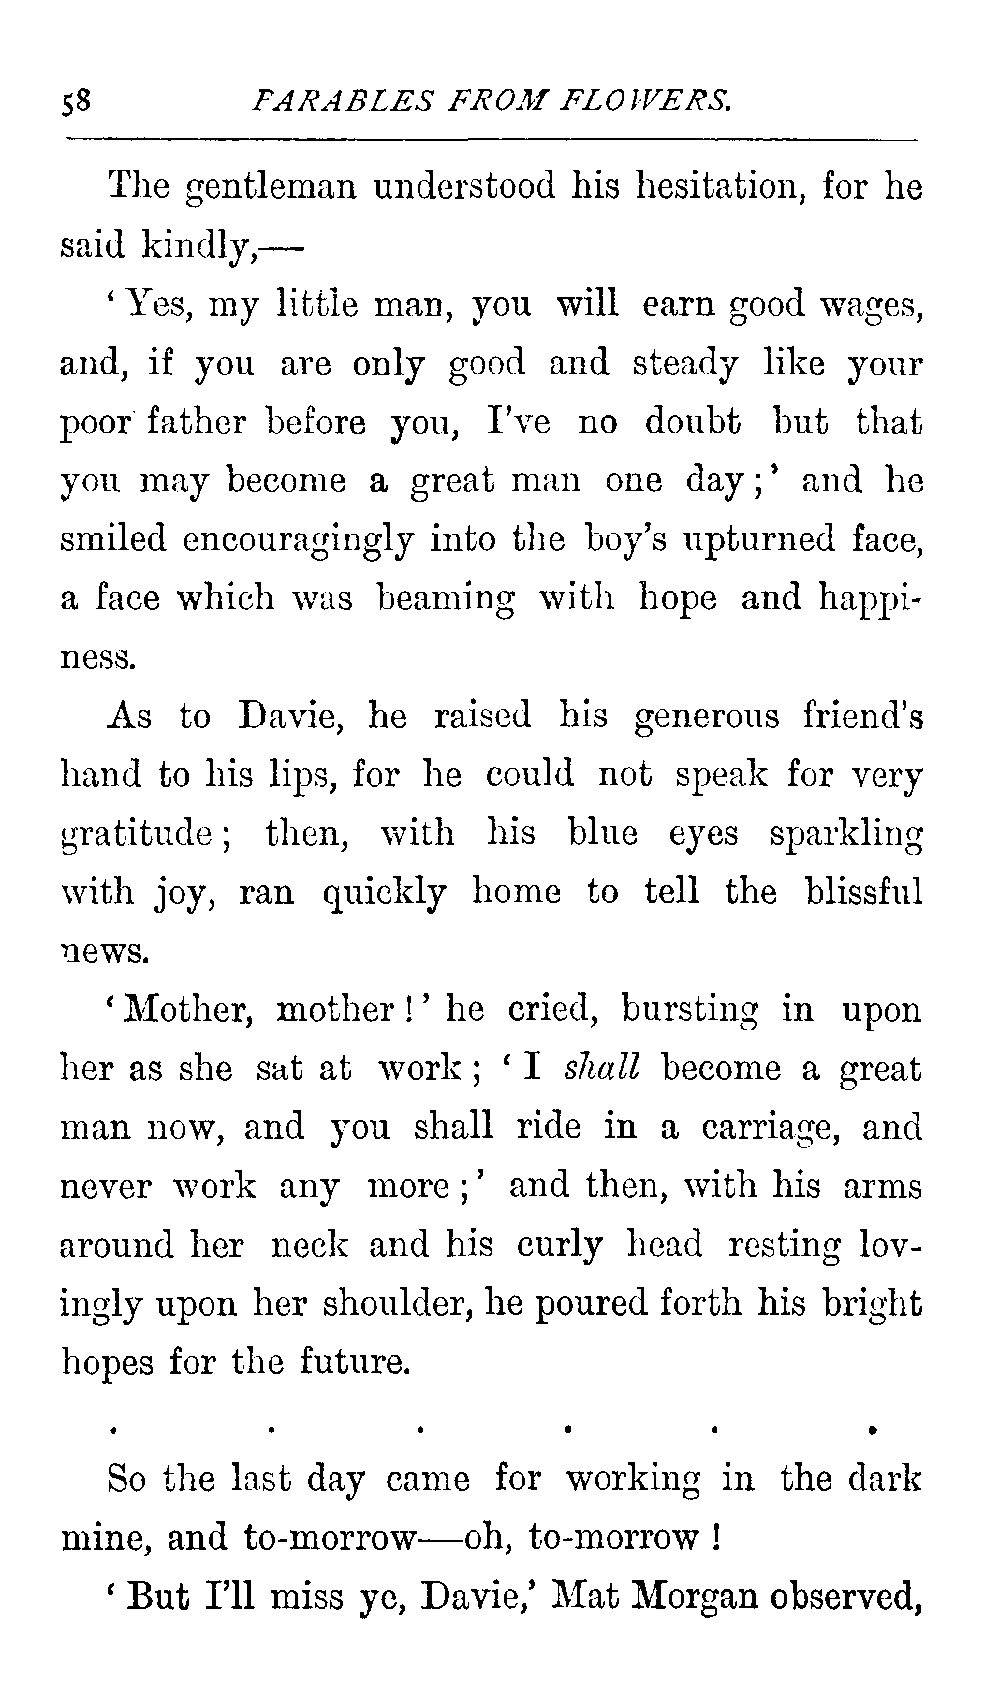 58 PARABLES FROM FLOWERS.
The gentleman understood his hesitation, for he
said kindly,—
‘ Yes, my little man, you will earn good wages,
and, if you are only good and steady like your
poor father before you, I’ve no doubt but that
you may become a great man one day ; ’ and he
smiled encouragingly into the boy’s upturned face,
a face which was beaming with hope and happi-
ness.
As to Davie, he raised his generous friend’s
hand to his lips, for he could not speak for very
gratitude ; then, with his blue eyes sparkling
with joy, ran quickly home to tell the blissful
news.
‘ Mother, mother ! ’ he cried, bursting in upon
her as she sat at work ; ‘ I shall become a great
man now, and you shall ride in a carriage, and
never work any more ; ’ and then, with his arms
around her neck and his curly head resting lov-
ingly upon her shoulder, he poured forth his bright
hopes for the future.
. . . . . .
So the last day came for working in the dark
mine, and to-morrow—oh, to-morrow !
‘ But I’ll miss ye, Davie,’ Mat Morgan observed,